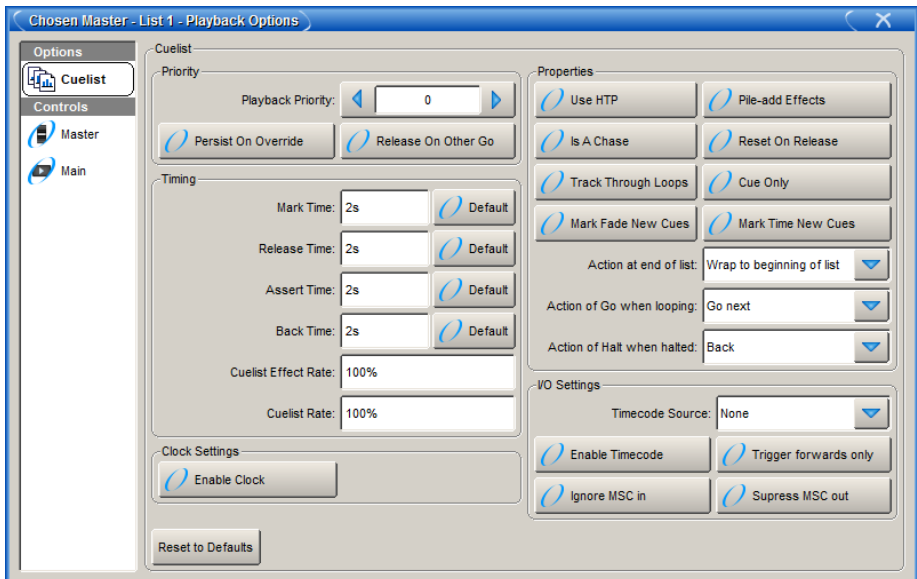 Chosen Master - List 1 - Playback Options
Options
Cuelist
Controls
Master
Main
Cuelist
Priority
Playback Priority: 0
Persist On Override
Release On Other Go
Timing
Mark Time: 2s Default
Release Time: 2s Default
Assert Time: 2s Default
Back Time: 2s Default
Cuelist Effect Rate: 100%
Cuelist Rate: 100%
Clock Settings
Enable Clock
Reset to Defaults
Properties
Use HTP
Pile-add Effects
Is A Chase
Reset On Release
Track Through Loops
Cue Only
Mark Fade New Cues
Mark Time New Cues
Action at end of list: Wrap to beginning of list
Action of Go when looping: Go next
Action of Halt when halted: Back
I/O Settings
Timecode Source: None
Enable Timecode
Trigger forwards only
Ignore MSC in
Supress MSC out